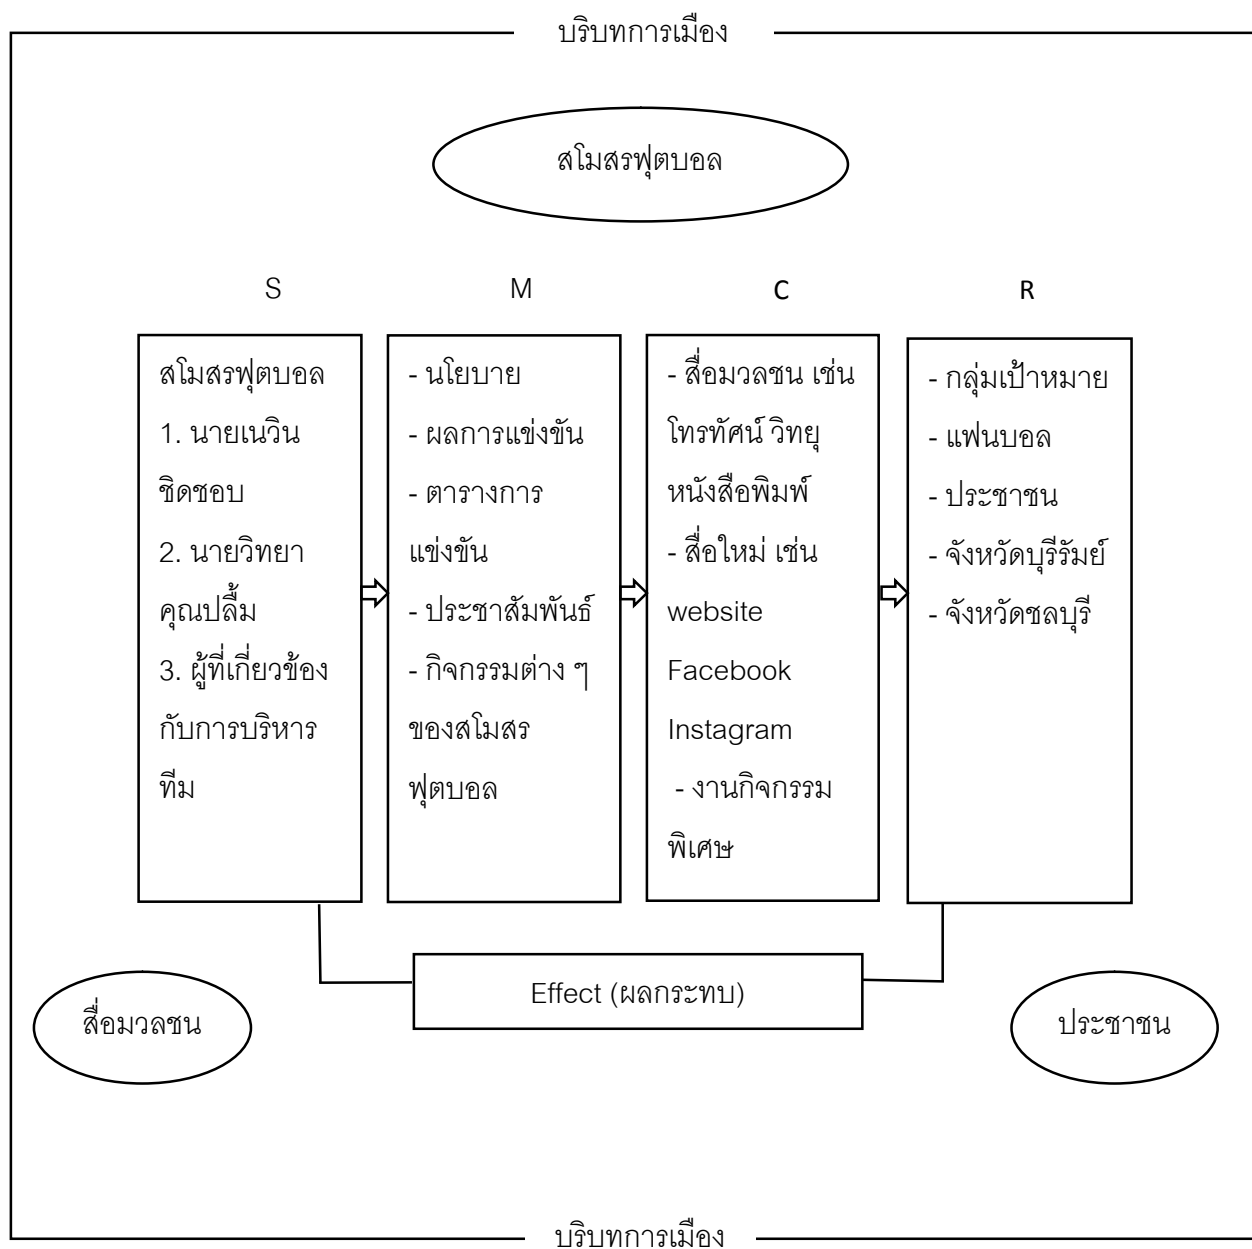 บริบทการเมือง
สโมสรฟุตบอล
S
M
C
R
สโมสรฟุตบอล
1. นายเนวิน
ชิดชอบ
2. นายวิทยา
คุณปลื้ม
3. ผู้ที่เกี่ยวข้อง
กับการบริหาร
ทีม
- นโยบาย
- ผลการแข่งขัน
- ตารางการ
แข่งขัน
- ประชาสัมพันธ์
- กิจกรรมต่าง ๆ
ของสโมสร
ฟุตบอล
- สื่อมวลชน เช่น
โทรทัศน์ วิทยุ
หนังสือพิมพ์
- สื่อใหม่ เช่น
website
Facebook
Instagram
- งานกิจกรรม
พิเศษ
- กลุ่มเป้าหมาย
- แฟนบอล
- ประชาชน
- จังหวัดบุรีรัมย์
- จังหวัดชลบุรี
Effect (ผลกระทบ)
สื่อมวลชน
ประชาชน
บริบทการเมือง